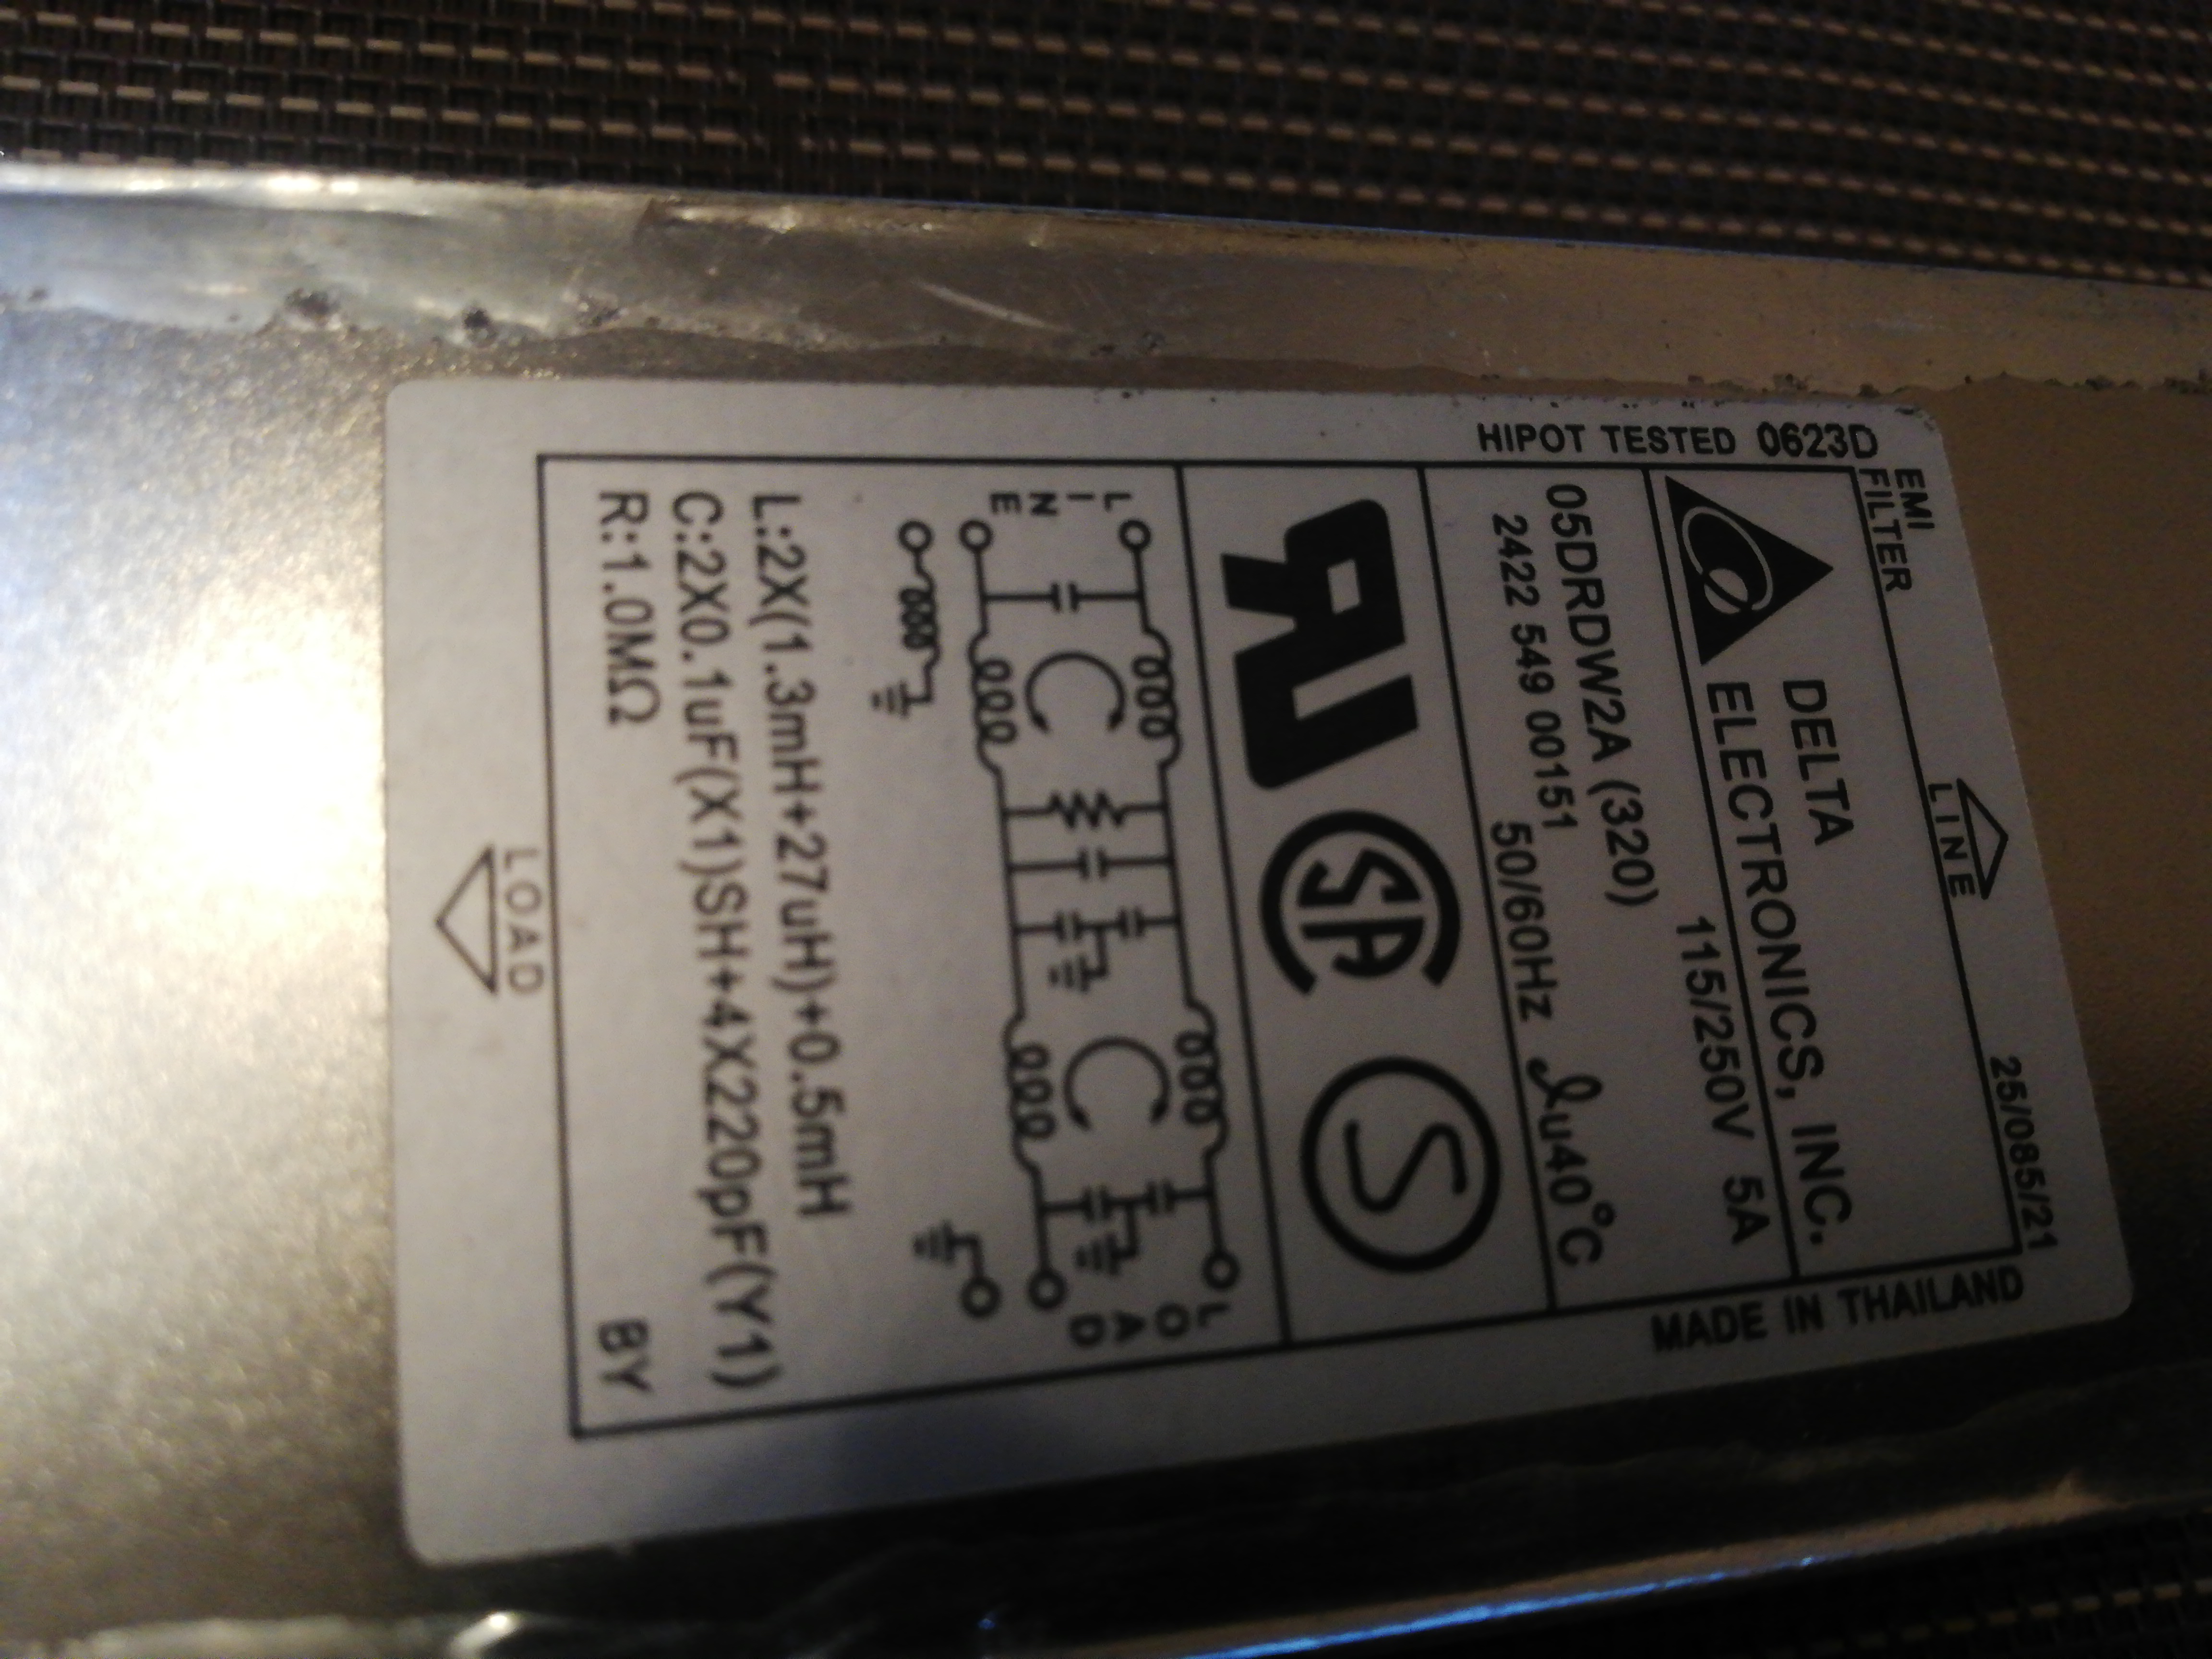 LINE
25/085/21
EMI
FILTER
DELTA
ELECTRONICS, INC.
HIPOT TESTED 0623D
MADE IN THAILAND
05DRDW2A (320)
115/250V 5A
2422 549 00151
50/60Hz
40°C
SA
S
LINE
LOAD
L:2X(1.3mH+27uH)+0.5mH
C:2X0.1uF(X1)SH+4X220pF(Y1)
R:1.0MΩ
BY
LOAD